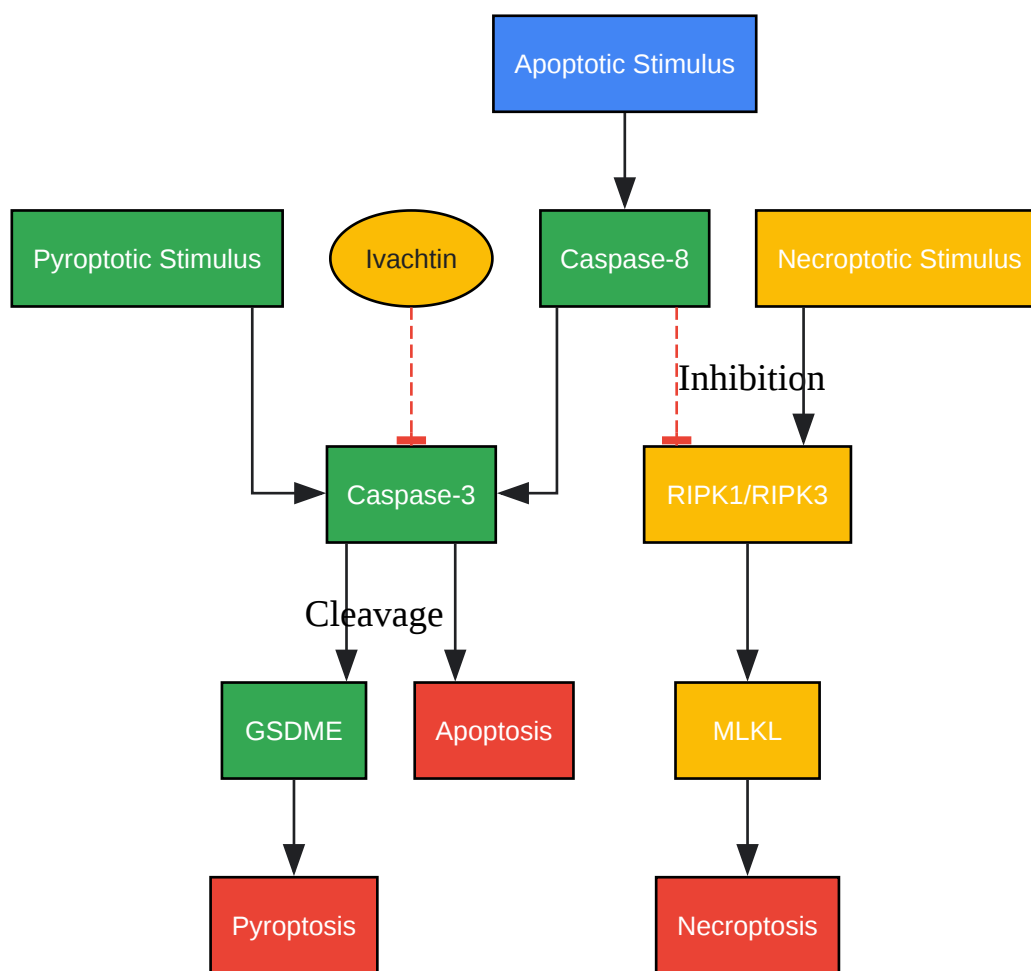 Apoptotic Stimulus
Pyroptotic Stimulus
Ivachtin
Caspase-8
Necroptotic Stimulus
Inhibition
Caspase-3
RIPK1/RIPK3
Cleavage
GSDME
Apoptosis
MLKL
Pyroptosis
Necroptosis